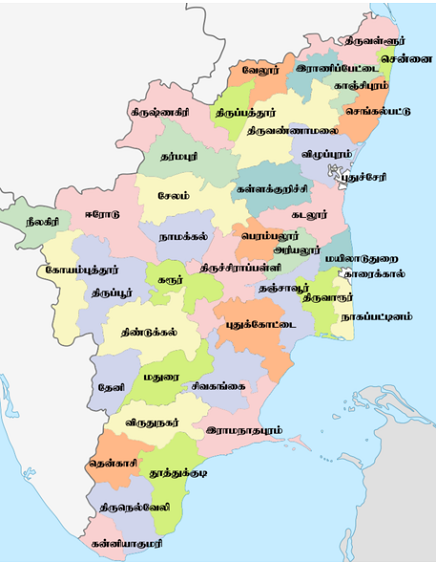 திருவள்ளூர்
சென்னை
வேலூர்
இராணிப்பேட்டை
காஞ்சிபுரம்
செங்கல்பட்டு
கிருஷ்ணகிரி
திருப்பத்தூர்
திருவண்ணாமலை
தர்மபுரி
விழுப்புரம்
புதுச்சேரி
சேலம்
கள்ளக்குறிச்சி
நீலகிரி
ஈரோடு
கடலூர்
நாமக்கல்
பெரம்பலூர்
அரியலூர்
மயிலாடுதுறை
கோயம்புத்தூர்
திருச்சிராப்பள்ளி
காரைக்கால்
திருப்பூர்
கரூர்
தஞ்சாவூர்
திருவாரூர்
நாகப்பட்டினம்
திண்டுக்கல்
புதுக்கோட்டை
தேனி
மதுரை
சிவகங்கை
விருதுநகர்
இராமநாதபுரம்
தென்காசி
தூத்துக்குடி
திருநெல்வேலி
கன்னியாகுமரி